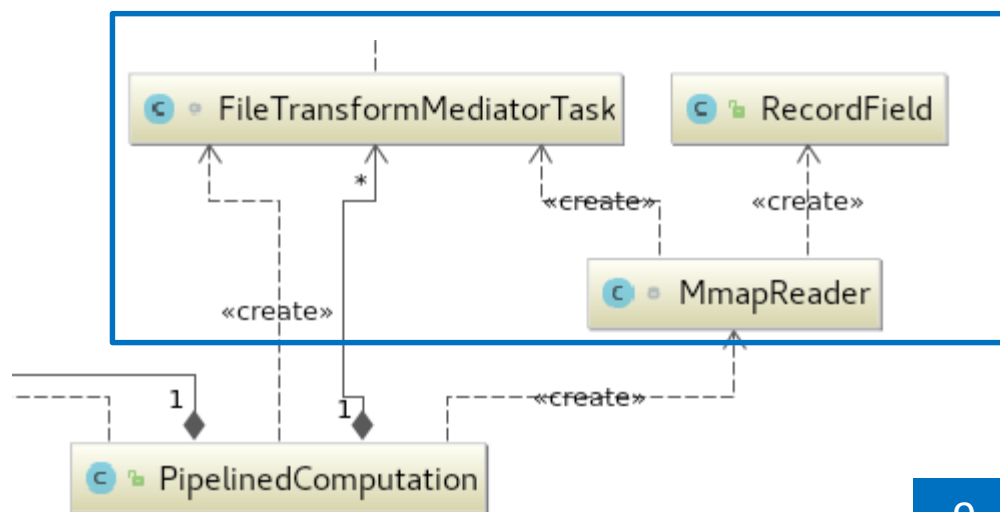 C FileTransformMediatorTask
C RecordField
*
«create»
«create»
C MmapReader
«create»
1
1
«create»
C PipelinedComputation